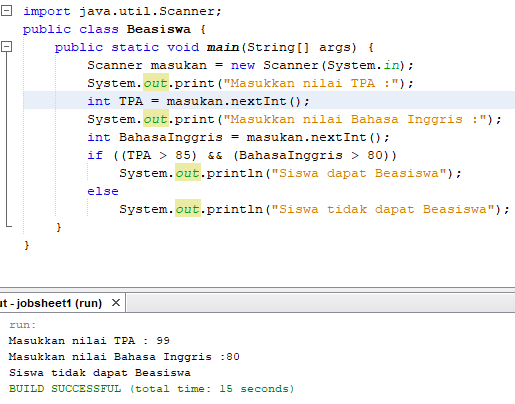 import java.util.Scanner;
public class Beasiswa {
public static void main(String[] args) {
Scanner masukan = new Scanner(System.in);
System.out.print("Masukkan nilai TPA :");
int TPA = masukan.nextInt();
System.out.print("Masukkan nilai Bahasa Inggris :");
int BahasaInggris = masukan.nextInt();
if ((TPA > 85) && (BahasaInggris > 80))
System.out.println("Siswa dapat Beasiswa");
else
System.out.println("Siswa tidak dapat Beasiswa");
}
}
ut - jobsheet1 (run) ×
run:
Masukkan nilai TPA : 99
Masukkan nilai Bahasa Inggris :80
Siswa tidak dapat Beasiswa
BUILD SUCCESSFUL (total time: 15 seconds)